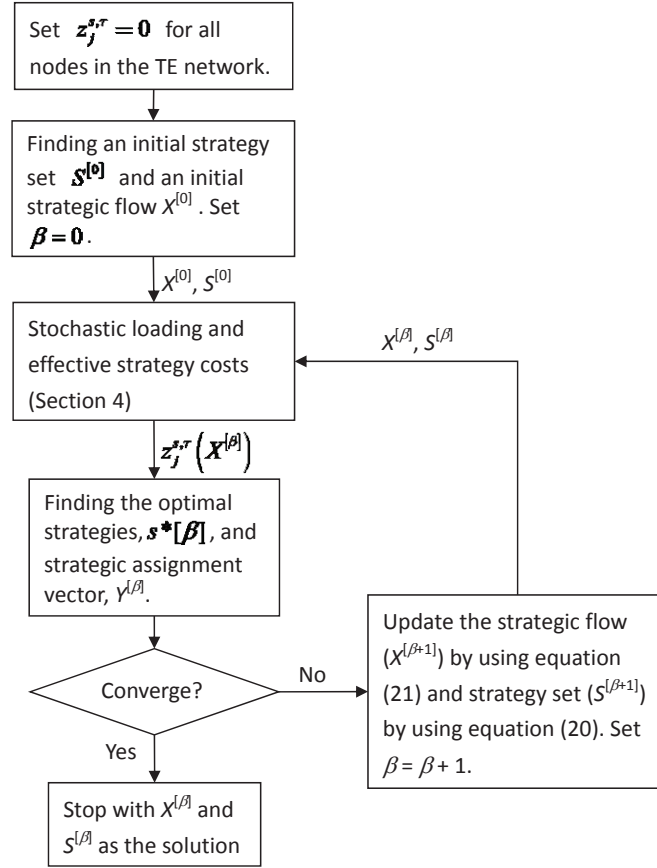 Set z_j^{s,τ} = 0 for all
nodes in the TE network.
Finding an initial strategy
set S^{[0]} and an initial
strategic flow X^{[0]} . Set
β = 0 .
X^{[0]}, S^{[0]}
Stochastic loading and
effective strategy costs
(Section 4)
X^{[β]}, S^{[β]}
z_j^{s,τ} (X^{[β]})
Finding the optimal
strategies, s*[β] , and
strategic assignment
vector, Y^{[β]}.
Converge?
No
Yes
Update the strategic flow
(X^{[β+1]}) by using equation
(21) and strategy set (S^{[β+1]})
by using equation (20). Set
β = β + 1.
Stop with X^{[β]} and
S^{[β]} as the solution